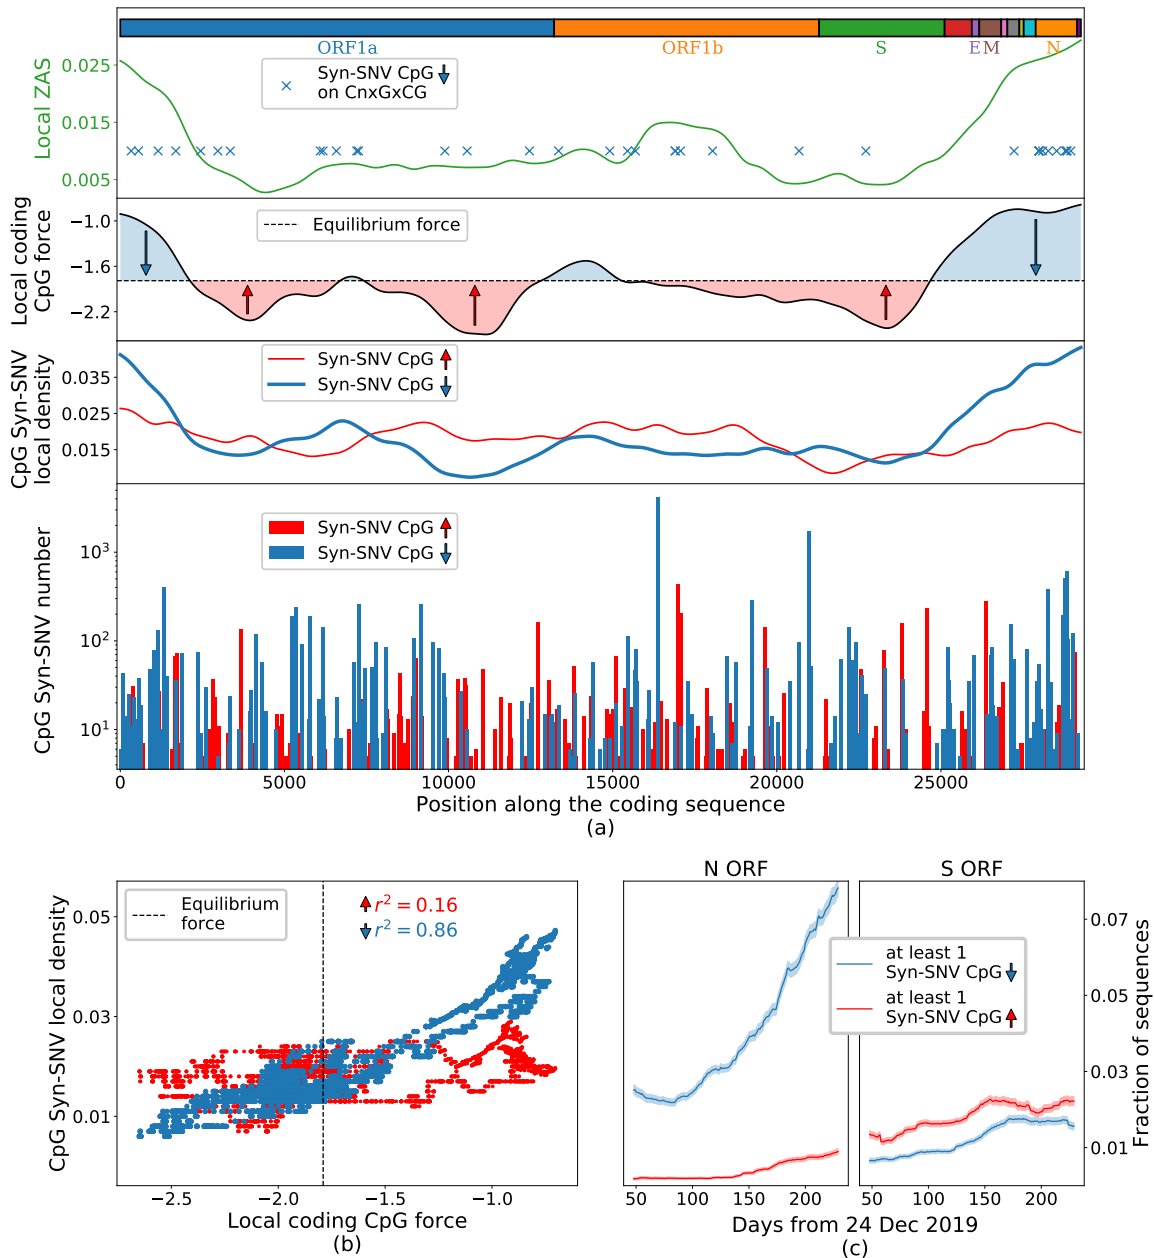 ORF1a
ORF1b
S
E
M
N
Local ZAS
0.025
0.015
0.005
Syn-SNV CpG
on CnxGxCG
Local coding
CpG force
−1.0
−1.6
−2.2
Equilibrium force
CpG Syn-SNV
local density
0.035
0.025
0.015
Syn-SNV CpG
Syn-SNV CpG
CpG Syn-SNV number
10³
10²
10¹
Syn-SNV CpG
Syn-SNV CpG
0
5000
10000
15000
20000
25000
Position along the coding sequence
(a)
CpG Syn-SNV local density
0.05
0.03
0.01
Equilibrium
force
r² = 0.16
r² = 0.86
−2.5
−2.0
−1.5
−1.0
Local coding CpG force
(b)
N ORF
S ORF
at least 1
Syn-SNV CpG
at least 1
Syn-SNV CpG
0.07
0.05
0.03
0.01
Fraction of sequences
50
100
150
200
50
100
150
200
Days from 24 Dec 2019
(c)